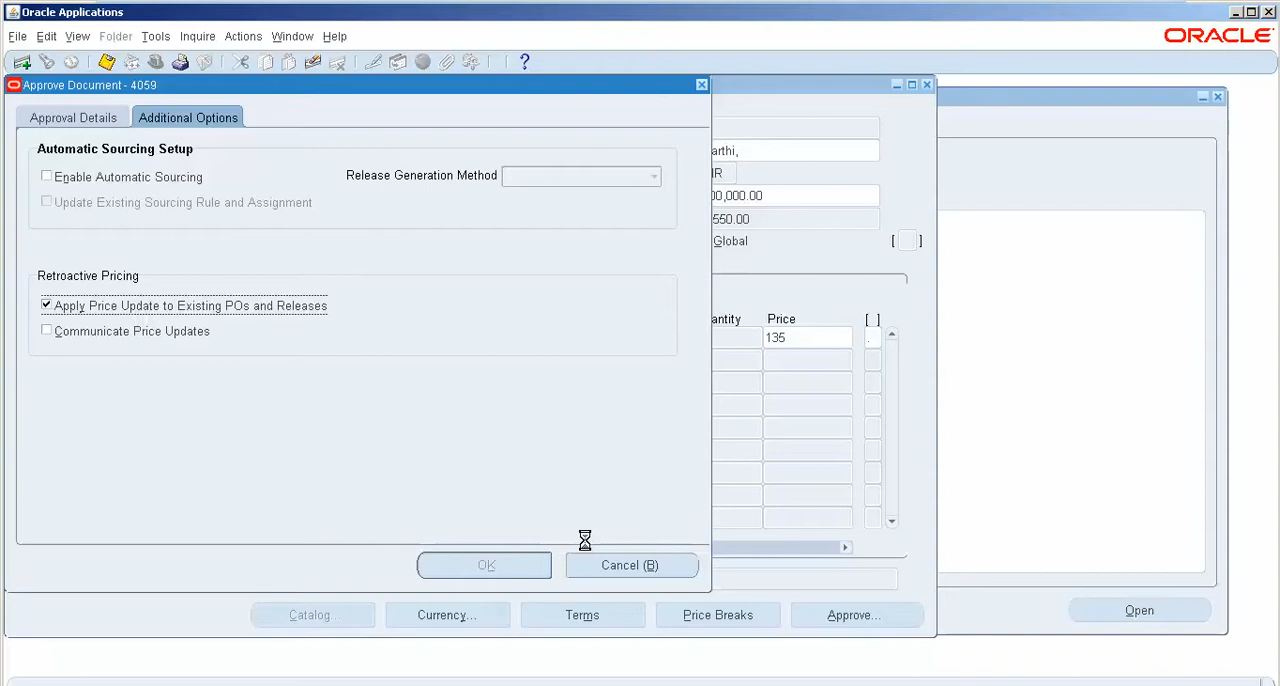 Oracle Applications
File Edit View Folder Tools Inquire Actions Window Help
ORACLE
?
Approve Document - 4059
Approval Details Additional Options
Automatic Sourcing Setup
Enable Automatic Sourcing Release Generation Method
Update Existing Sourcing Rule and Assignment
Retroactive Pricing
Apply Price Update to Existing POs and Releases
Communicate Price Updates
OK Cancel (B)
arthi,
IR
00,000.00
550.00
Global [ ]
antity Price [ ]
135 .
Catalog... Currency... Terms Price Breaks Approve...
Open